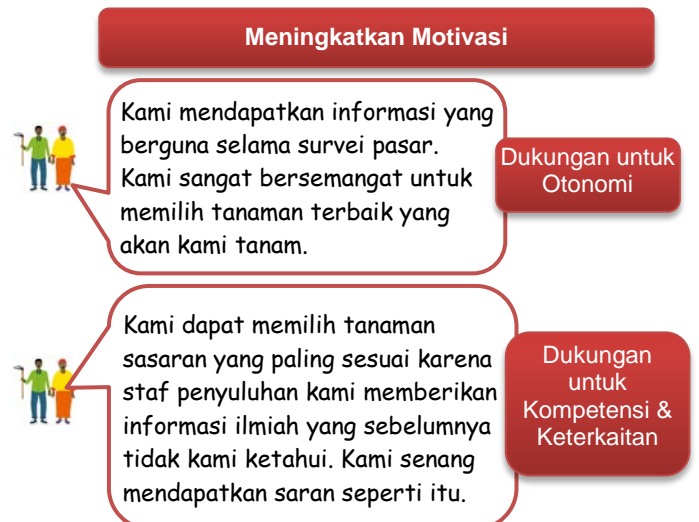 Meningkatkan Motivasi
Kami mendapatkan informasi yang
berguna selama survei pasar.
Kami sangat bersemangat untuk
memilih tanaman terbaik yang
akan kami tanam.
Dukungan untuk
Otonomi
Kami dapat memilih tanaman
sasaran yang paling sesuai karena
staf penyuluhan kami memberikan
informasi ilmiah yang sebelumnya
tidak kami ketahui. Kami senang
mendapatkan saran seperti itu.
Dukungan
untuk
Kompetensi &
Keterkaitan